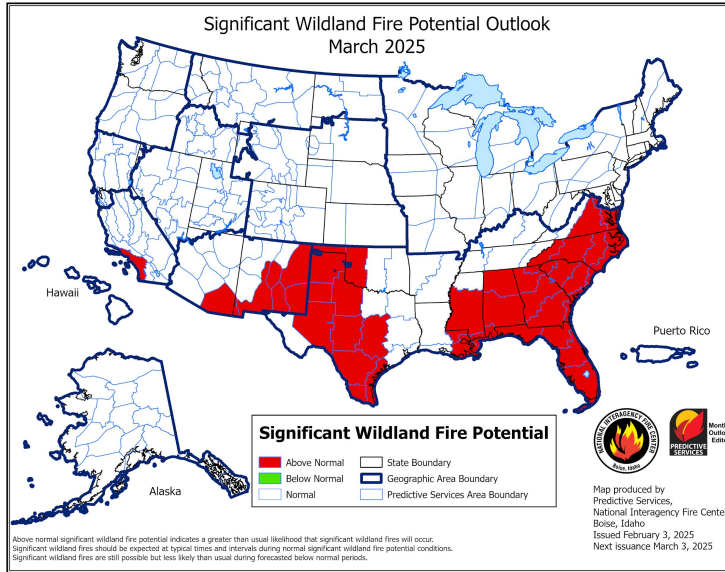 Significant Wildland Fire Potential Outlook
March 2025
Hawaii
Puerto Rico
Alaska
Significant Wildland Fire Potential
Above Normal
Below Normal
Normal
State Boundary
Geographic Area Boundary
Predictive Services Area Boundary
NATIONAL INTERAGENCY FIRE CENTER
Boise, Idaho
PREDICTIVE
SERVICES
Month
Outlo
Edito
Map produced by
Predictive Services,
National Interagency Fire Cente
Boise, Idaho
Issued February 3, 2025
Next issuance March 3, 2025
Above normal significant wildland fire potential indicates a greater than usual likelihood that significant wildland fires will occur.
Significant wildland fires should be expected at typical times and intervals during normal significant wildland fire potential conditions.
Significant wildland fires are still possible but less likely than usual during forecasted below normal periods.